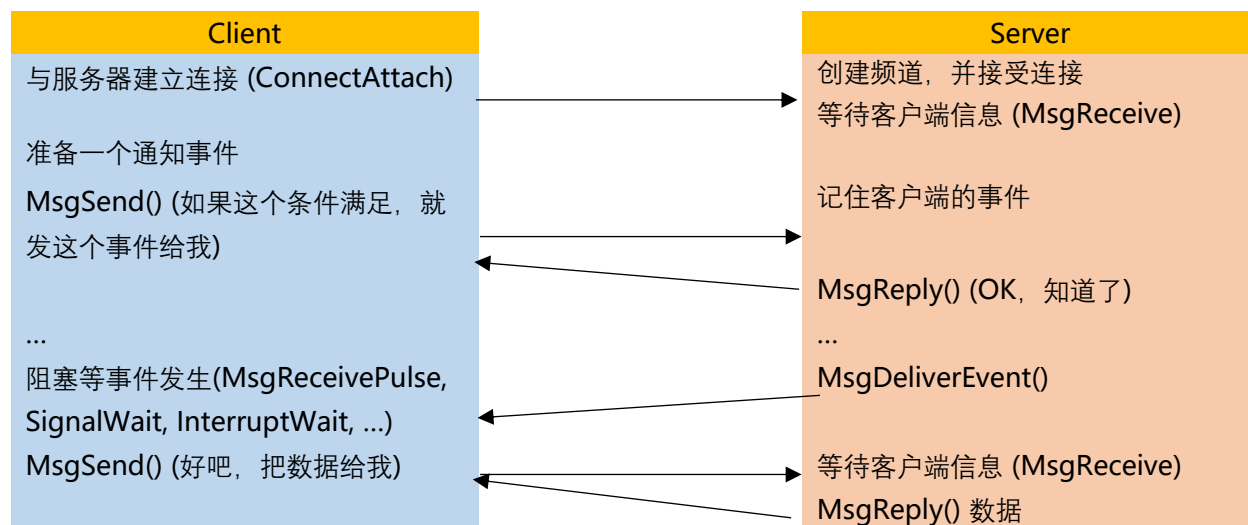 Client
与服务器建立连接 (ConnectAttach)
准备一个通知事件
MsgSend() (如果这个条件满足，就
发这个事件给我)
...
阻塞等事件发生(MsgReceivePulse,
SignalWait, InterruptWait, ...)
MsgSend() (好吧，把数据给我)
Server
创建频道，并接受连接
等待客户端信息 (MsgReceive)
记住客户端的事件
MsgReply() (OK，知道了)
...
MsgDeliverEvent()
等待客户端信息 (MsgReceive)
MsgReply() 数据